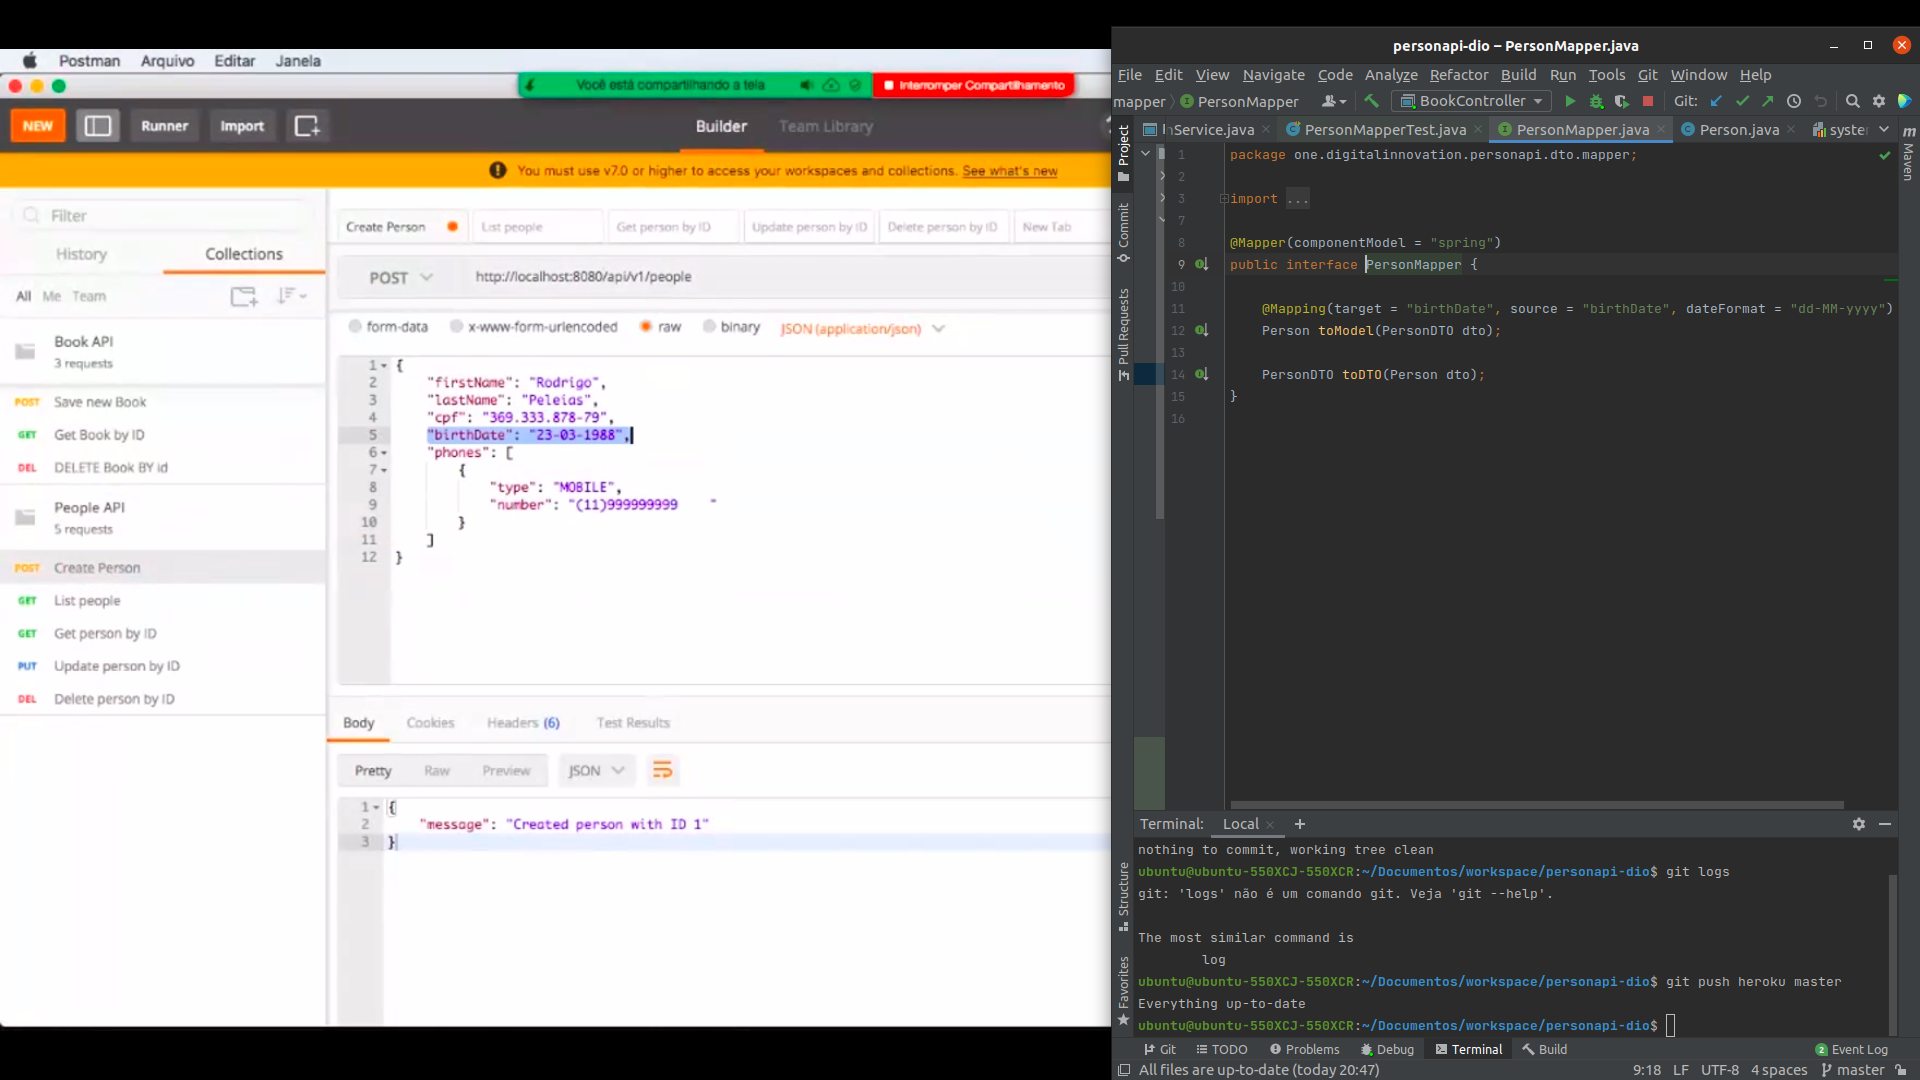 Postman Arquivo Editar Janela
Você está compartilhando a tela
Interromper Compartilhamento
NEW Runner Import Builder Team Library
You must use v7.0 or higher to access your workspaces and collections. See what's new
Filter
History Collections
All Me Team
Book API
3 requests
POST Save new Book
GET Get Book by ID
DEL DELETE Book BY id
People API
5 requests
POST Create Person
GET List people
GET Get person by ID
PUT Update person by ID
DEL Delete person by ID
Create Person List people Get person by ID Update person by ID Delete person by ID New Tab
POST http://localhost:8080/api/v1/people
form-data x-www-form-urlencoded raw binary JSON (application/json)
1 {
2 "firstName": "Rodrigo",
3 "lastName": "Peleias",
4 "cpf": "369.333.878-79",
5 "birthDate": "23-03-1988",
6 "phones": [
7 {
8 "type": "MOBILE",
9 "number": "(11)999999999 "
10 }
11 ]
12 }
Body Cookies Headers (6) Test Results
Pretty Raw Preview JSON
1 {
2 "message": "Created person with ID 1"
3 }
personapi-dio – PersonMapper.java
File Edit View Navigate Code Analyze Refactor Build Run Tools Git Window Help
mapper PersonMapper BookController Git:
nService.java PersonMapperTest.java PersonMapper.java Person.java syste
Project
Commit
Pull Requests
Structure
Favorites
Maven
1 package one.digitalinnovation.personapi.dto.mapper;
2
3 import ...
7
8 @Mapper(componentModel = "spring")
9 public interface PersonMapper {
10
11 @Mapping(target = "birthDate", source = "birthDate", dateFormat = "dd-MM-yyyy")
12 Person toModel(PersonDTO dto);
13
14 PersonDTO toDTO(Person dto);
15 }
16
Terminal: Local
nothing to commit, working tree clean
ubuntu@ubuntu-550XCJ-550XCR:~/Documentos/workspace/personapi-dio$ git logs
git: 'logs' não é um comando git. Veja 'git --help'.
The most similar command is
log
ubuntu@ubuntu-550XCJ-550XCR:~/Documentos/workspace/personapi-dio$ git push heroku master
Everything up-to-date
ubuntu@ubuntu-550XCJ-550XCR:~/Documentos/workspace/personapi-dio$
Git TODO Problems Debug Terminal Build 2 Event Log
All files are up-to-date (today 20:47) 9:18 LF UTF-8 4 spaces master